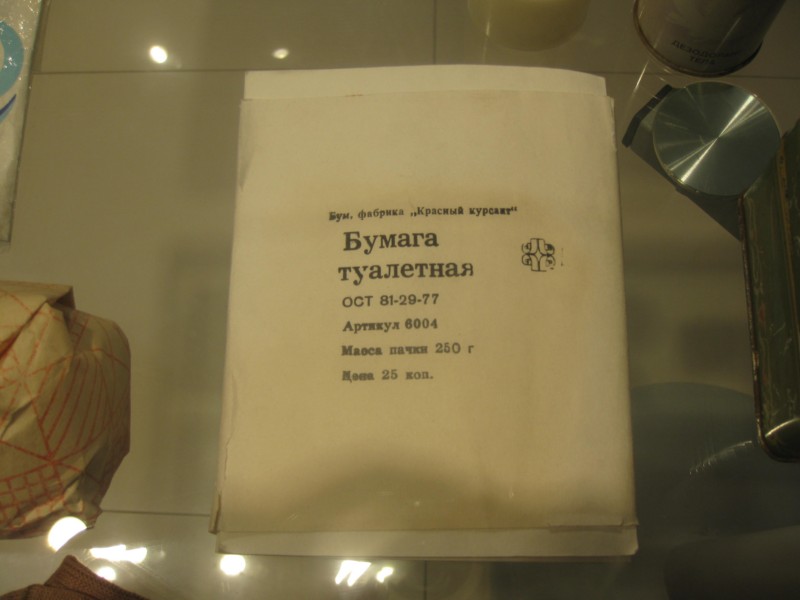 Бум. фабрика „Красный курсант"
Бумага
туалетная
ОСТ 81-29-77
Артикул 6004
Масса пачки 250 г
Цена 25 коп.